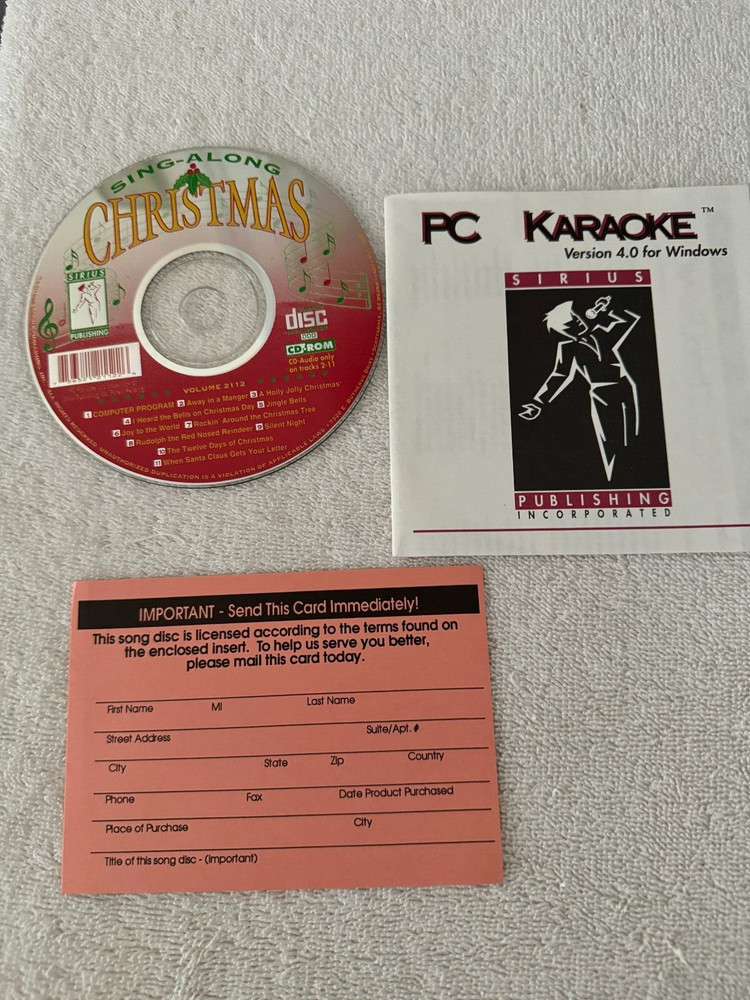 SING-ALONG
CHRISTMAS
SIRIUS
PUBLISHING
disc
CD-ROM
CD-Audio only
on tracks 2-11
VOLUME 2112
1 COMPUTER PROGRAM 2 Away in a Manger 3 A Holly Jolly Christmas
4 I Heard the Bells on Christmas Day 5 Jingle Bells
6 Joy to the World 7 Rockin' Around the Christmas Tree
8 Rudolph the Red Nosed Reindeer 9 Silent Night
10 The Twelve Days of Christmas
11 When Santa Claus Gets Your Letter
UNAUTHORIZED DUPLICATION IS A VIOLATION OF APPLICABLE LAWS
PC KARAOKE™
Version 4.0 for Windows
SIRIUS
PUBLISHING
INCORPORATED
IMPORTANT - Send This Card Immediately!
This song disc is licensed according to the terms found on
the enclosed insert. To help us serve you better,
please mail this card today.
First Name MI Last Name
Street Address Suite/Apt. #
City State Zip Country
Phone Fax Date Product Purchased
Place of Purchase City
Title of this song disc - (important)